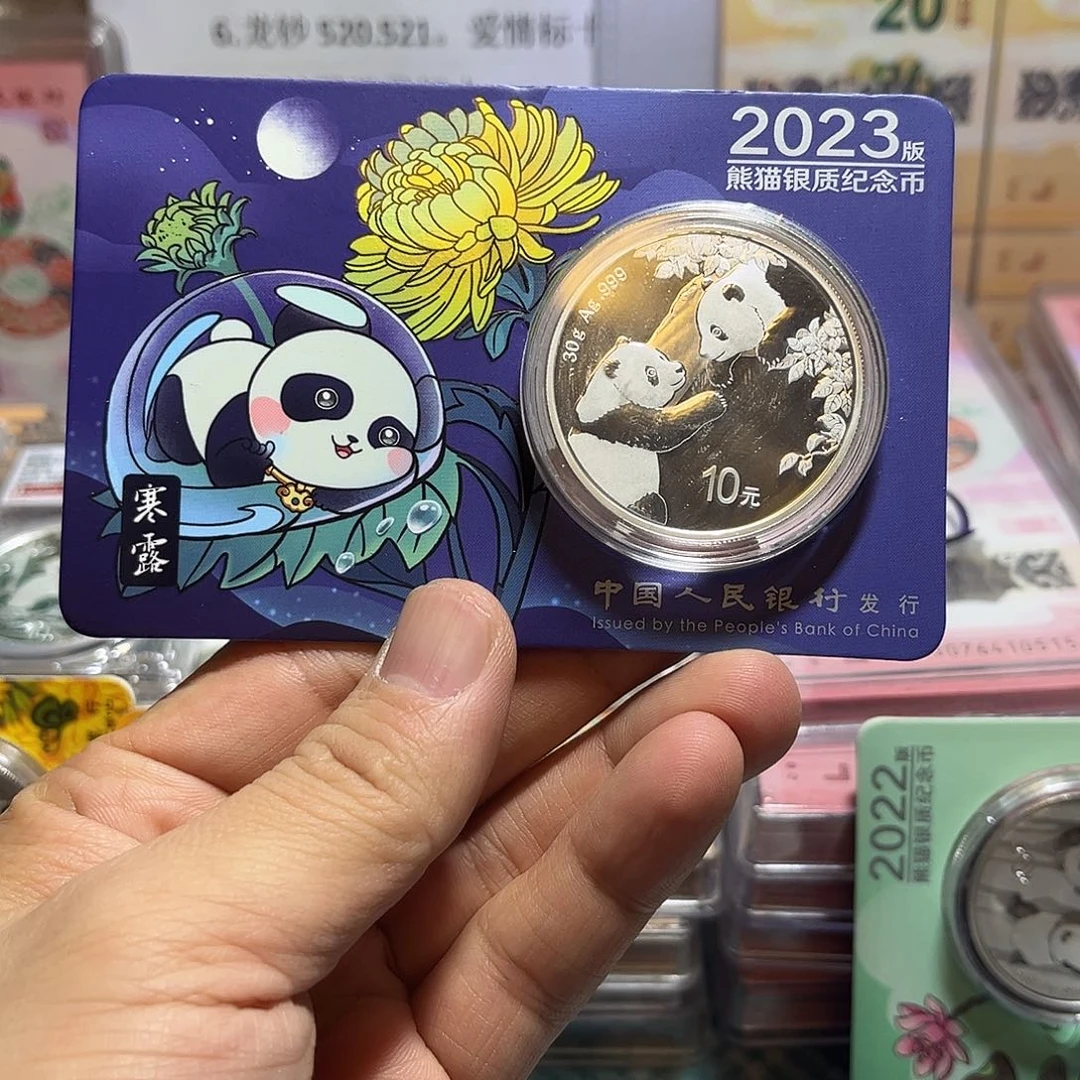 6.龙钞 520.521. 爱情标十
20
2023版
熊猫银质纪念币
30g Ag 999
10元
寒露
中国人民银行发行
Issued by the People's Bank of China
2022版
熊猫银质纪念币